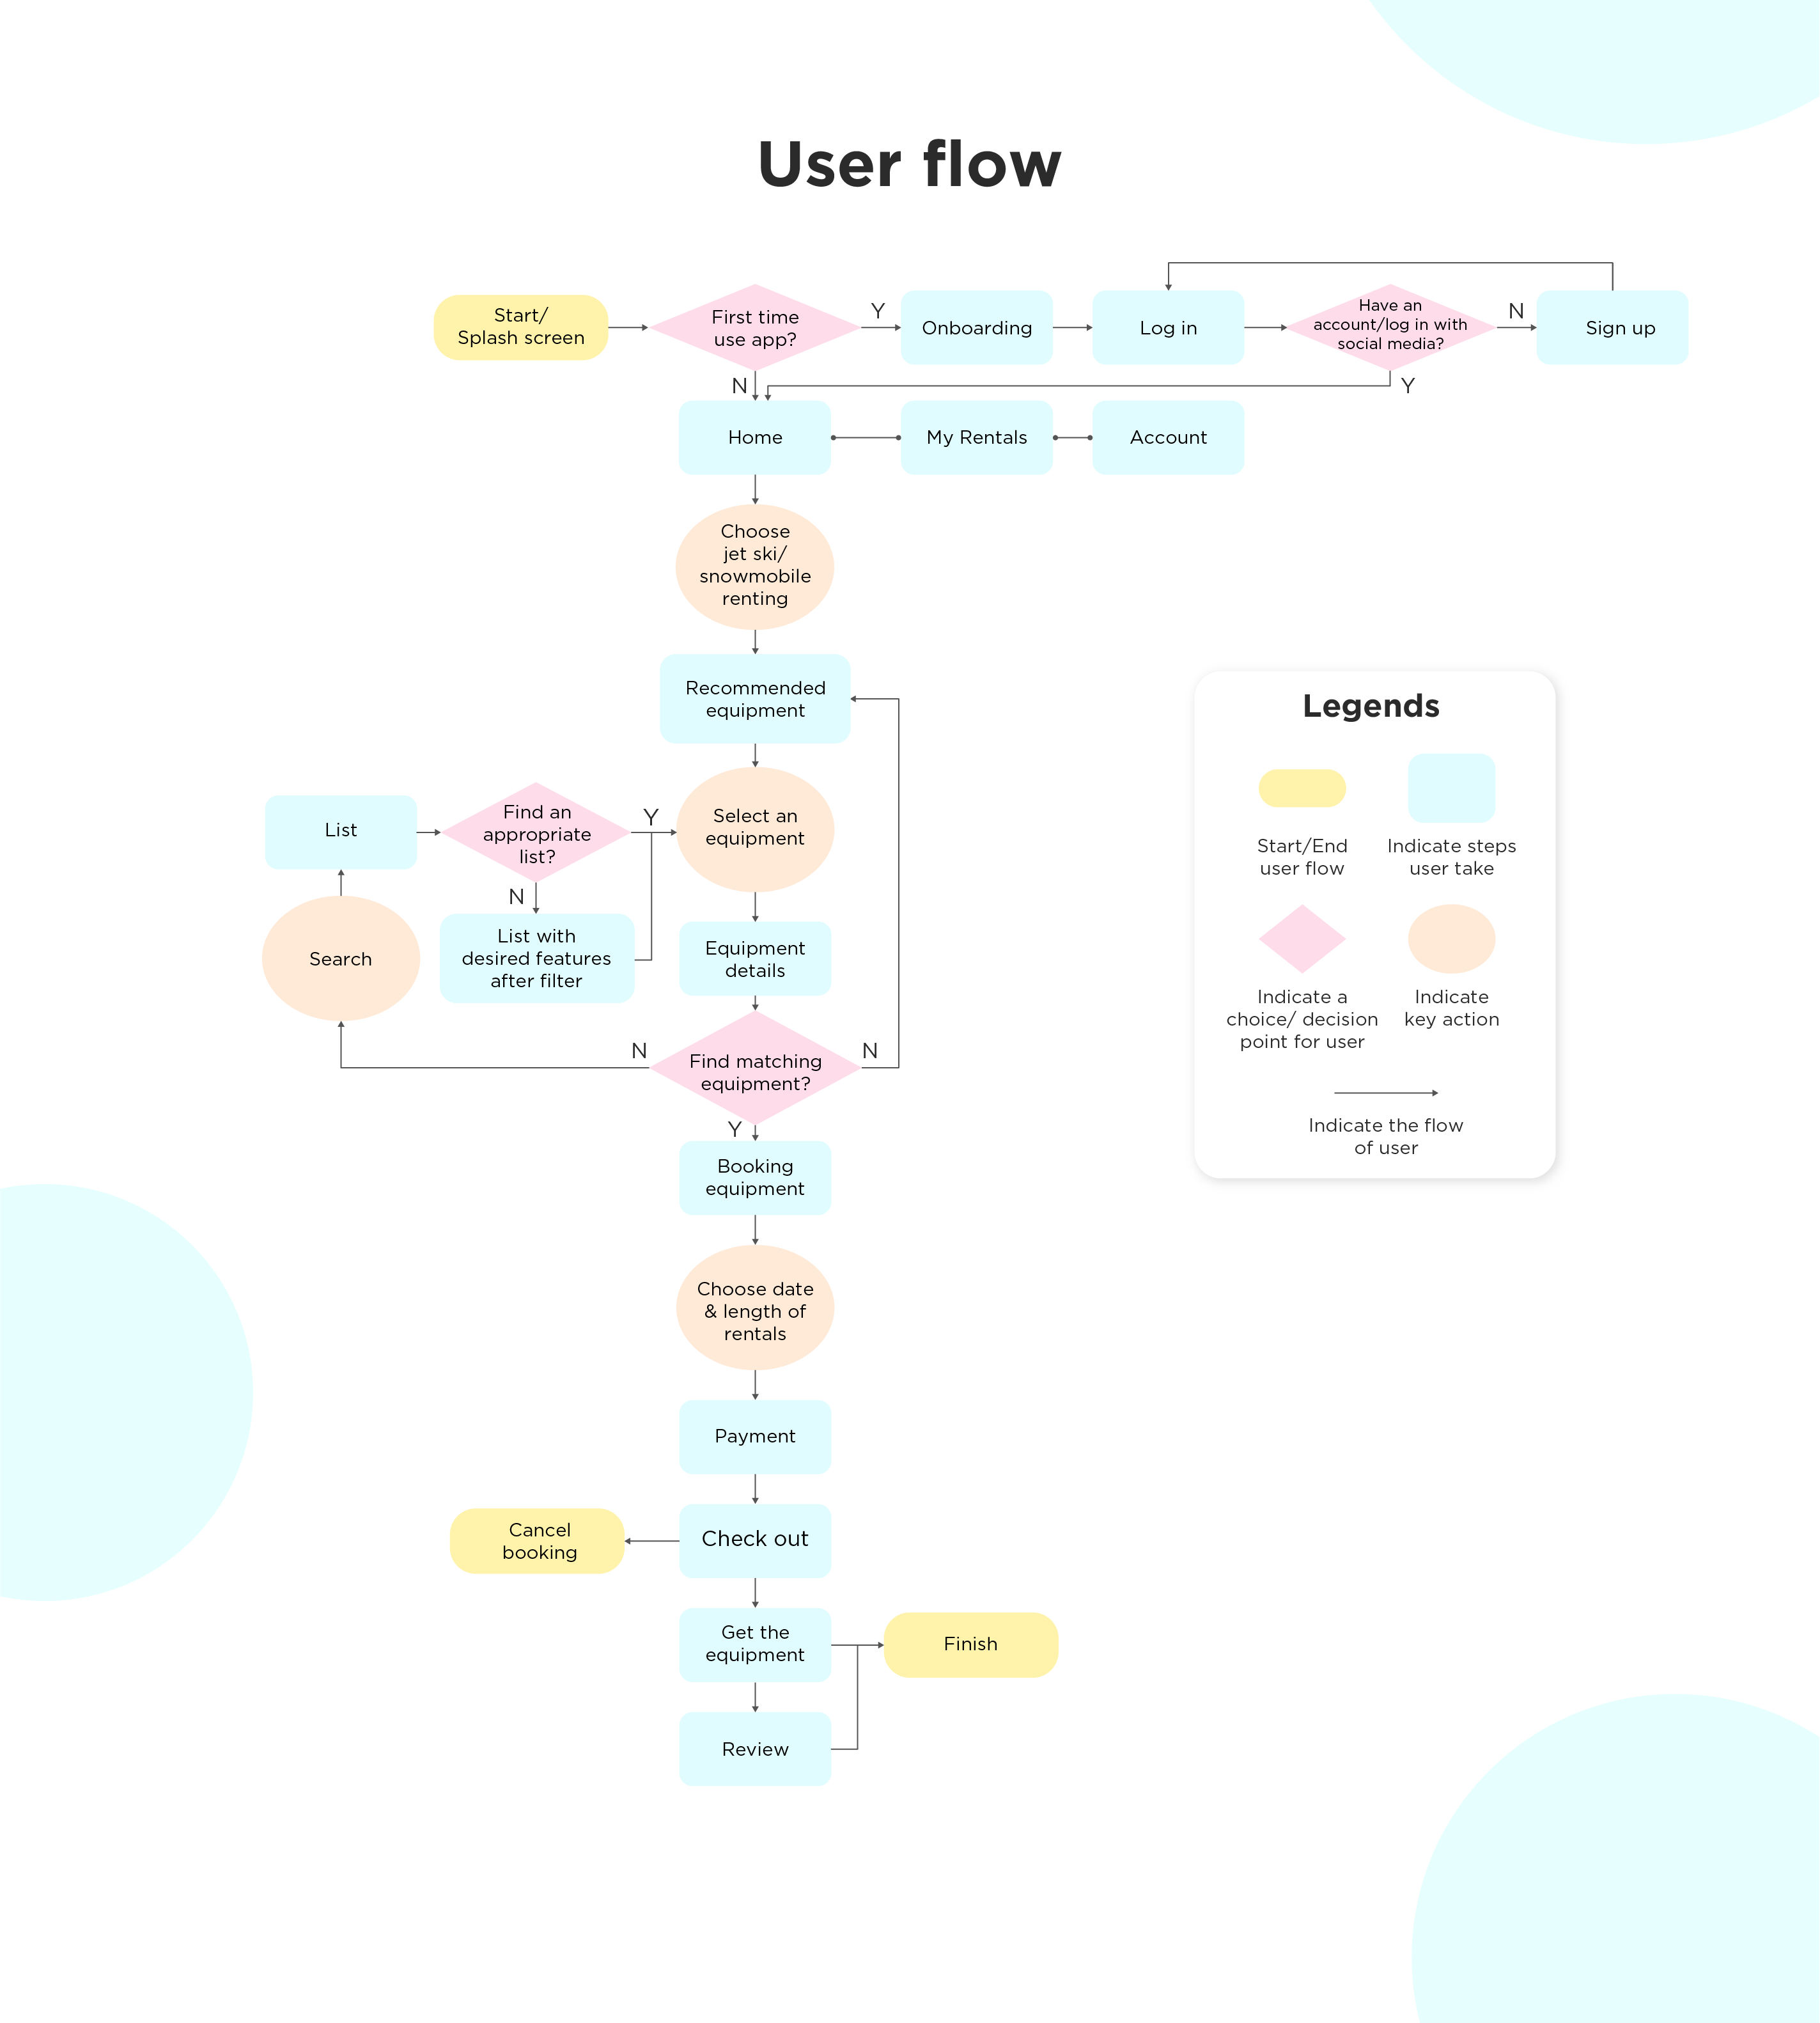 User flow
Start/
Splash screen
First time
use app?
Y
Onboarding
Log in
Have an
account/log in with
social media?
N
Sign up
N
Y
Home
My Rentals
Account
Choose
jet ski/
snowmobile
renting
Recommended
equipment
List
Find an
appropriate
list?
Y
Select an
equipment
N
Search
List with
desired features
after filter
Equipment
details
N
Find matching
equipment?
N
Y
Booking
equipment
Choose date
& length of
rentals
Payment
Cancel
booking
Check out
Get the
equipment
Finish
Review
Legends
Start/End
user flow
Indicate steps
user take
Indicate a
choice/ decision
point for user
Indicate
key action
Indicate the flow
of user